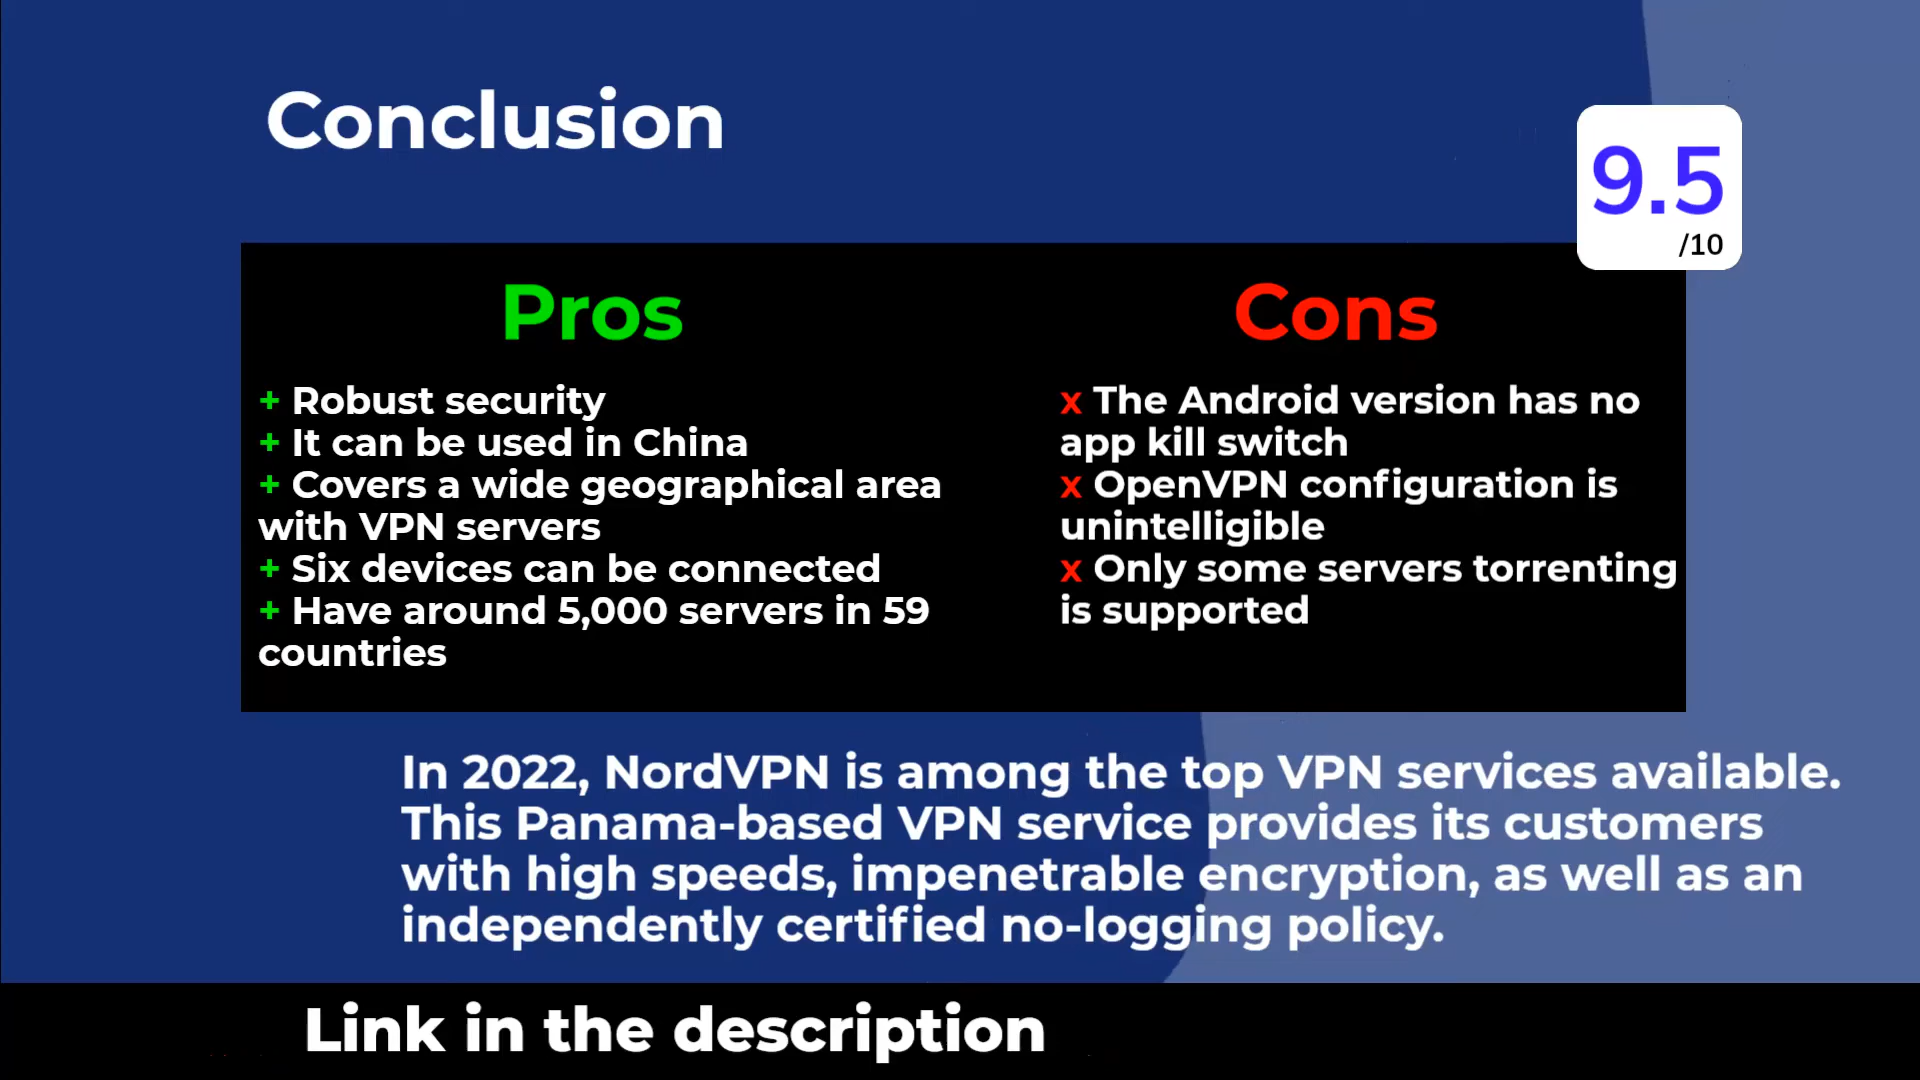 Conclusion
9.5
/10
Pros
+ Robust security
+ It can be used in China
+ Covers a wide geographical area
with VPN servers
+ Six devices can be connected
+ Have around 5,000 servers in 59
countries
Cons
x The Android version has no
app kill switch
x OpenVPN configuration is
unintelligible
x Only some servers torrenting
is supported
In 2022, NordVPN is among the top VPN services available.
This Panama-based VPN service provides its customers
with high speeds, impenetrable encryption, as well as an
independently certified no-logging policy.
Link in the description